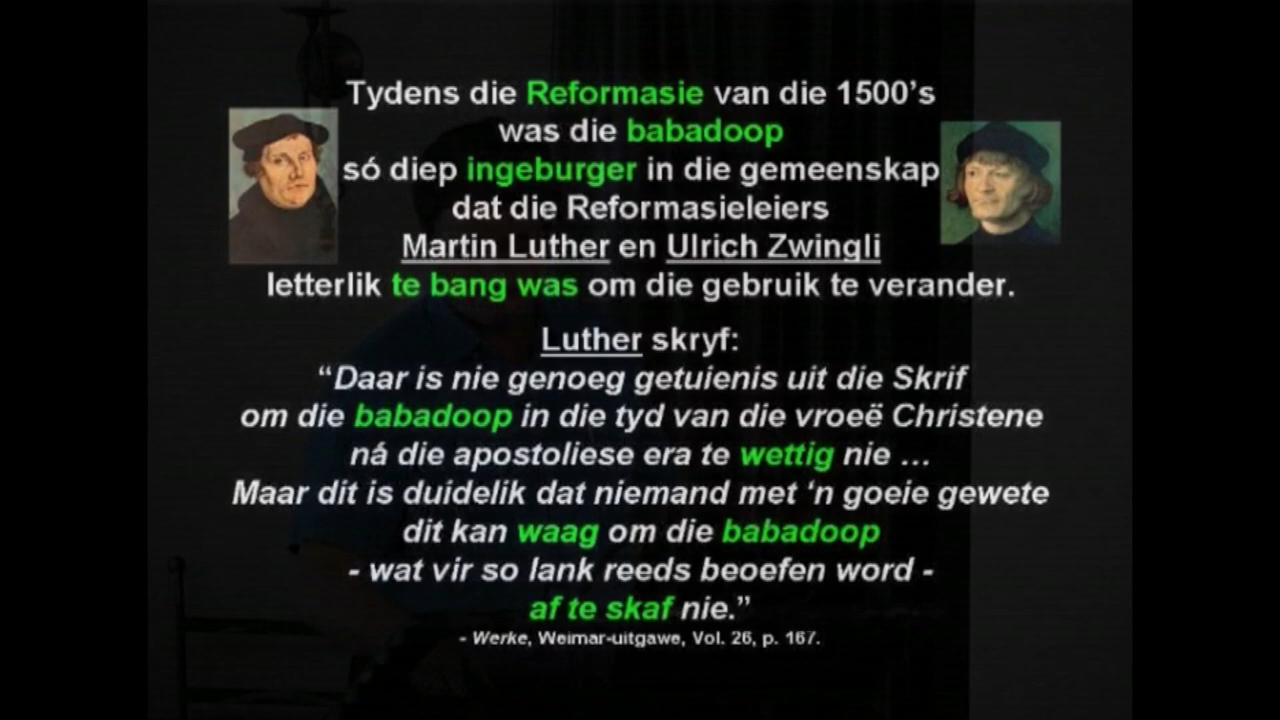 Tydens die Reformasie van die 1500’s
was die babadoop
só diep ingeburger in die gemeenskap
dat die Reformasieleiers
Martin Luther en Ulrich Zwingli
letterlik te bang was om die gebruik te verander.
Luther skryf:
“Daar is nie genoeg getuienis uit die Skrif
om die babadoop in die tyd van die vroeë Christene
ná die apostoliese era te wettig nie ...
Maar dit is duidelik dat niemand met ‘n goeie gewete
dit kan waag om die babadoop
- wat vir so lank reeds beoefen word -
af te skaf nie.”
- Werke, Weimar-uitgawe, Vol. 26, p. 167.